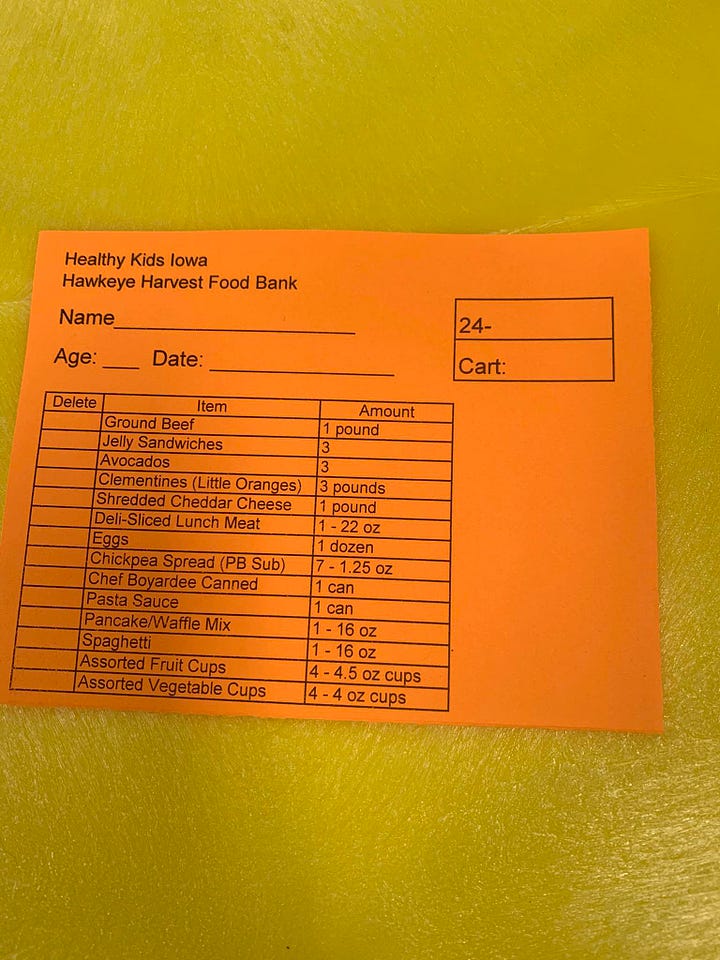 Healthy Kids Iowa
Hawkeye Harvest Food Bank
Name
24-
Age: Date:
Cart:
Delete Item Amount
Ground Beef 1 pound
Jelly Sandwiches 3
Avocados 3
Clementines (Little Oranges) 3 pounds
Shredded Cheddar Cheese 1 pound
Deli-Sliced Lunch Meat 1 - 22 oz
Eggs 1 dozen
Chickpea Spread (PB Sub) 7 - 1.25 oz
Chef Boyardee Canned 1 can
Pasta Sauce 1 can
Pancake/Waffle Mix 1 - 16 oz
Spaghetti 1 - 16 oz
Assorted Fruit Cups 4 - 4.5 oz cups
Assorted Vegetable Cups 4 - 4 oz cups